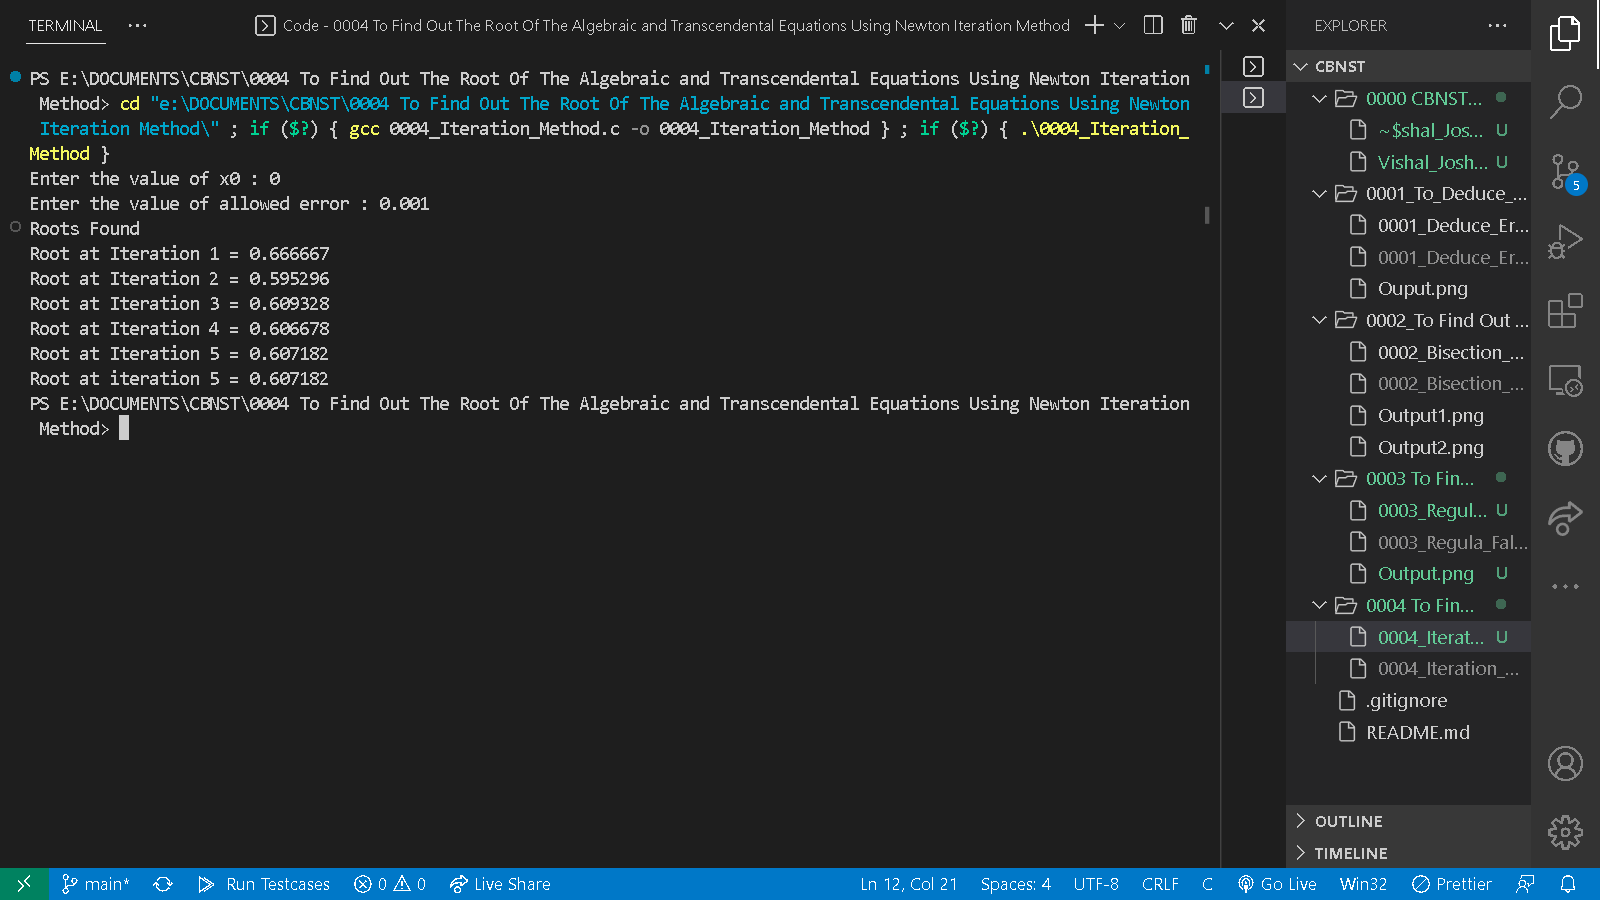 TERMINAL ···
Code - 0004 To Find Out The Root Of The Algebraic and Transcendental Equations Using Newton Iteration Method
PS E:\DOCUMENTS\CBNST\0004 To Find Out The Root Of The Algebraic and Transcendental Equations Using Newton Iteration
Method> cd "e:\DOCUMENTS\CBNST\0004 To Find Out The Root Of The Algebraic and Transcendental Equations Using Newton
Iteration Method\" ; if ($?) { gcc 0004_Iteration_Method.c -o 0004_Iteration_Method } ; if ($?) { .\0004_Iteration_
Method }
Enter the value of x0 : 0
Enter the value of allowed error : 0.001
Roots Found
Root at Iteration 1 = 0.666667
Root at Iteration 2 = 0.595296
Root at Iteration 3 = 0.609328
Root at Iteration 4 = 0.606678
Root at Iteration 5 = 0.607182
Root at iteration 5 = 0.607182
PS E:\DOCUMENTS\CBNST\0004 To Find Out The Root Of The Algebraic and Transcendental Equations Using Newton Iteration
Method>
EXPLORER ···
CBNST
0000 CBNST...
~$shal_Jos... U
Vishal_Josh... U
0001_To_Deduce_...
0001_Deduce_Er...
0001_Deduce_Er...
Ouput.png
0002_To Find Out ...
0002_Bisection_...
0002_Bisection_...
Output1.png
Output2.png
0003 To Fin...
0003_Regul... U
0003_Regula_Fal...
Output.png U
0004 To Fin...
0004_Iterat... U
0004_Iteration_...
.gitignore
README.md
OUTLINE
TIMELINE
5
main* Run Testcases 0 0 Live Share Ln 12, Col 21 Spaces: 4 UTF-8 CRLF C Go Live Win32 Prettier